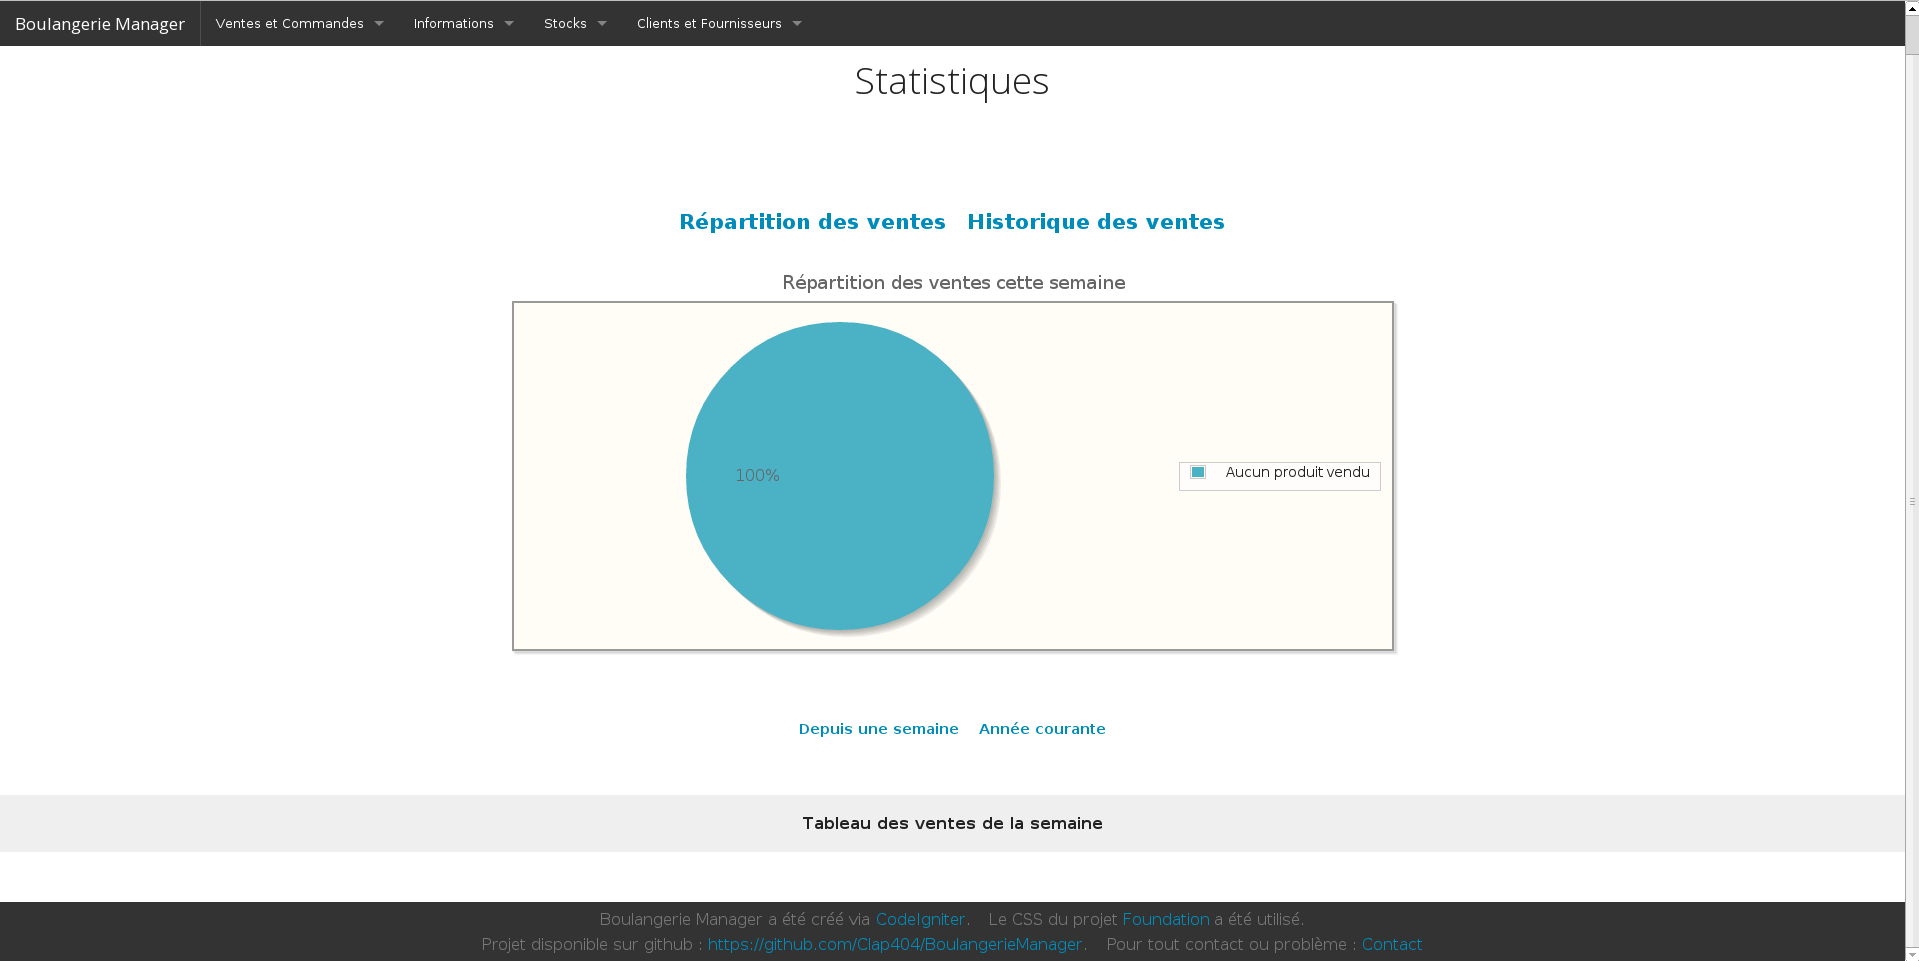 Boulangerie Manager Ventes et Commandes Informations Stocks Clients et Fournisseurs
Statistiques
Répartition des ventes Historique des ventes
Répartition des ventes cette semaine
100%
Aucun produit vendu
Depuis une semaine Année courante
Tableau des ventes de la semaine
Boulangerie Manager a été créé via CodeIgniter. Le CSS du projet Foundation a été utilisé.
Projet disponible sur github : https://github.com/Clap404/BoulangerieManager. Pour tout contact ou problème : Contact